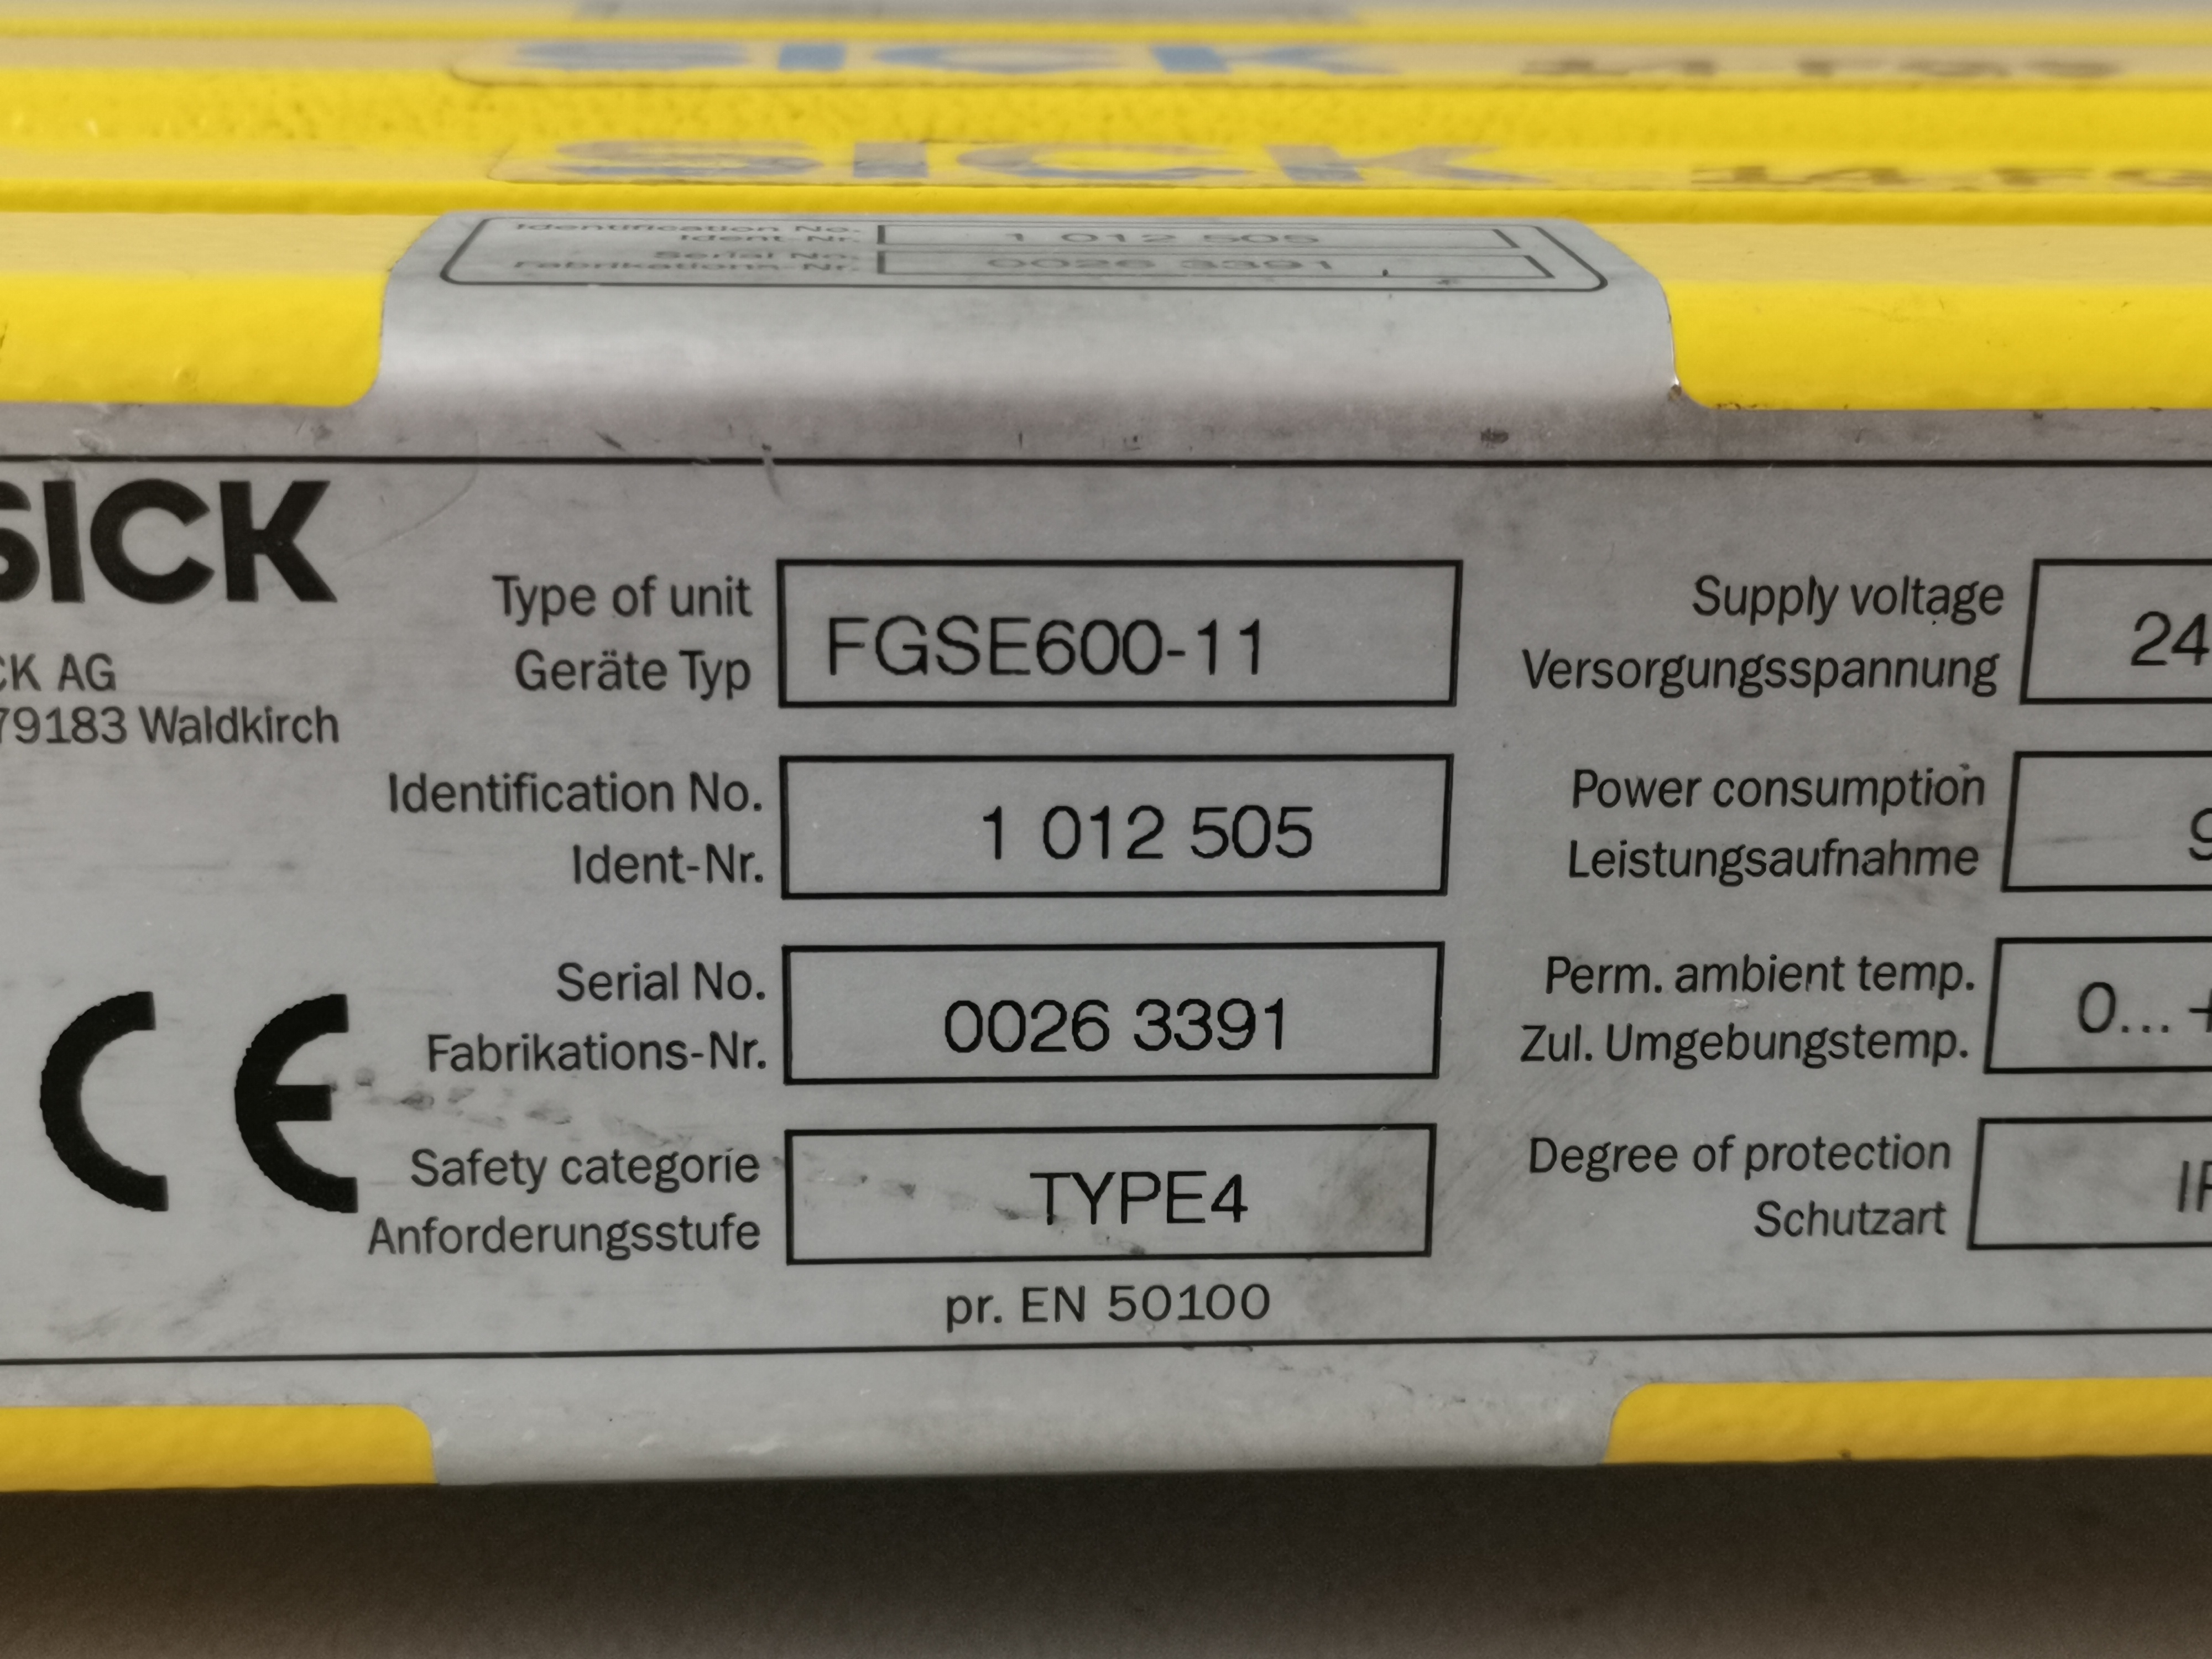 SICK
SICK
Identification No.
Ident-Nr.
1 012 505
Serial No.
Fabrikations-Nr.
0026 3391
SICK
AG
79183 Waldkirch
Type of unit
Geräte Typ
FGSE600-11
Supply voltage
Versorgungsspannung
24
Identification No.
Ident-Nr.
1 012 505
Power consumption
Leistungsaufnahme
Serial No.
Fabrikations-Nr.
0026 3391
Perm. ambient temp.
Zul. Umgebungstemp.
0...+
CE
Safety categorie
Anforderungsstufe
TYPE4
Degree of protection
Schutzart
pr. EN 50100